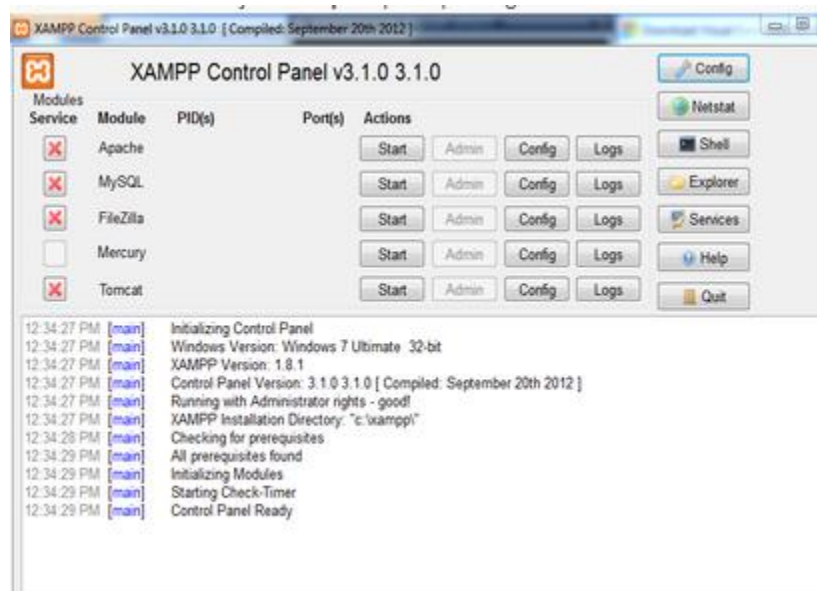 XAMPP Control Panel v3.1.0 3.1.0 [ Compiled: September 20th 2012 ]
XAMPP Control Panel v3.1.0 3.1.0
Config
Modules
Netstat
Service Module PID(s) Port(s) Actions
Shell
Apache Start Admin Config Logs
MySQL Start Admin Config Logs
Explorer
FileZilla Start Admin Config Logs
Services
Mercury Start Admin Config Logs
Help
Tomcat Start Admin Config Logs
Quit
12:34:27 PM [main] Initializing Control Panel
12:34:27 PM [main] Windows Version: Windows 7 Ultimate 32-bit
12:34:27 PM [main] XAMPP Version: 1.8.1
12:34:27 PM [main] Control Panel Version: 3.1.0 3.1.0 [ Compiled: September 20th 2012 ]
12:34:27 PM [main] Running with Administrator rights - good!
12:34:27 PM [main] XAMPP Installation Directory: "c:\xampp\"
12:34:28 PM [main] Checking for prerequisites
12:34:29 PM [main] All prerequisites found
12:34:29 PM [main] Initializing Modules
12:34:29 PM [main] Starting Check-Timer
12:34:29 PM [main] Control Panel Ready